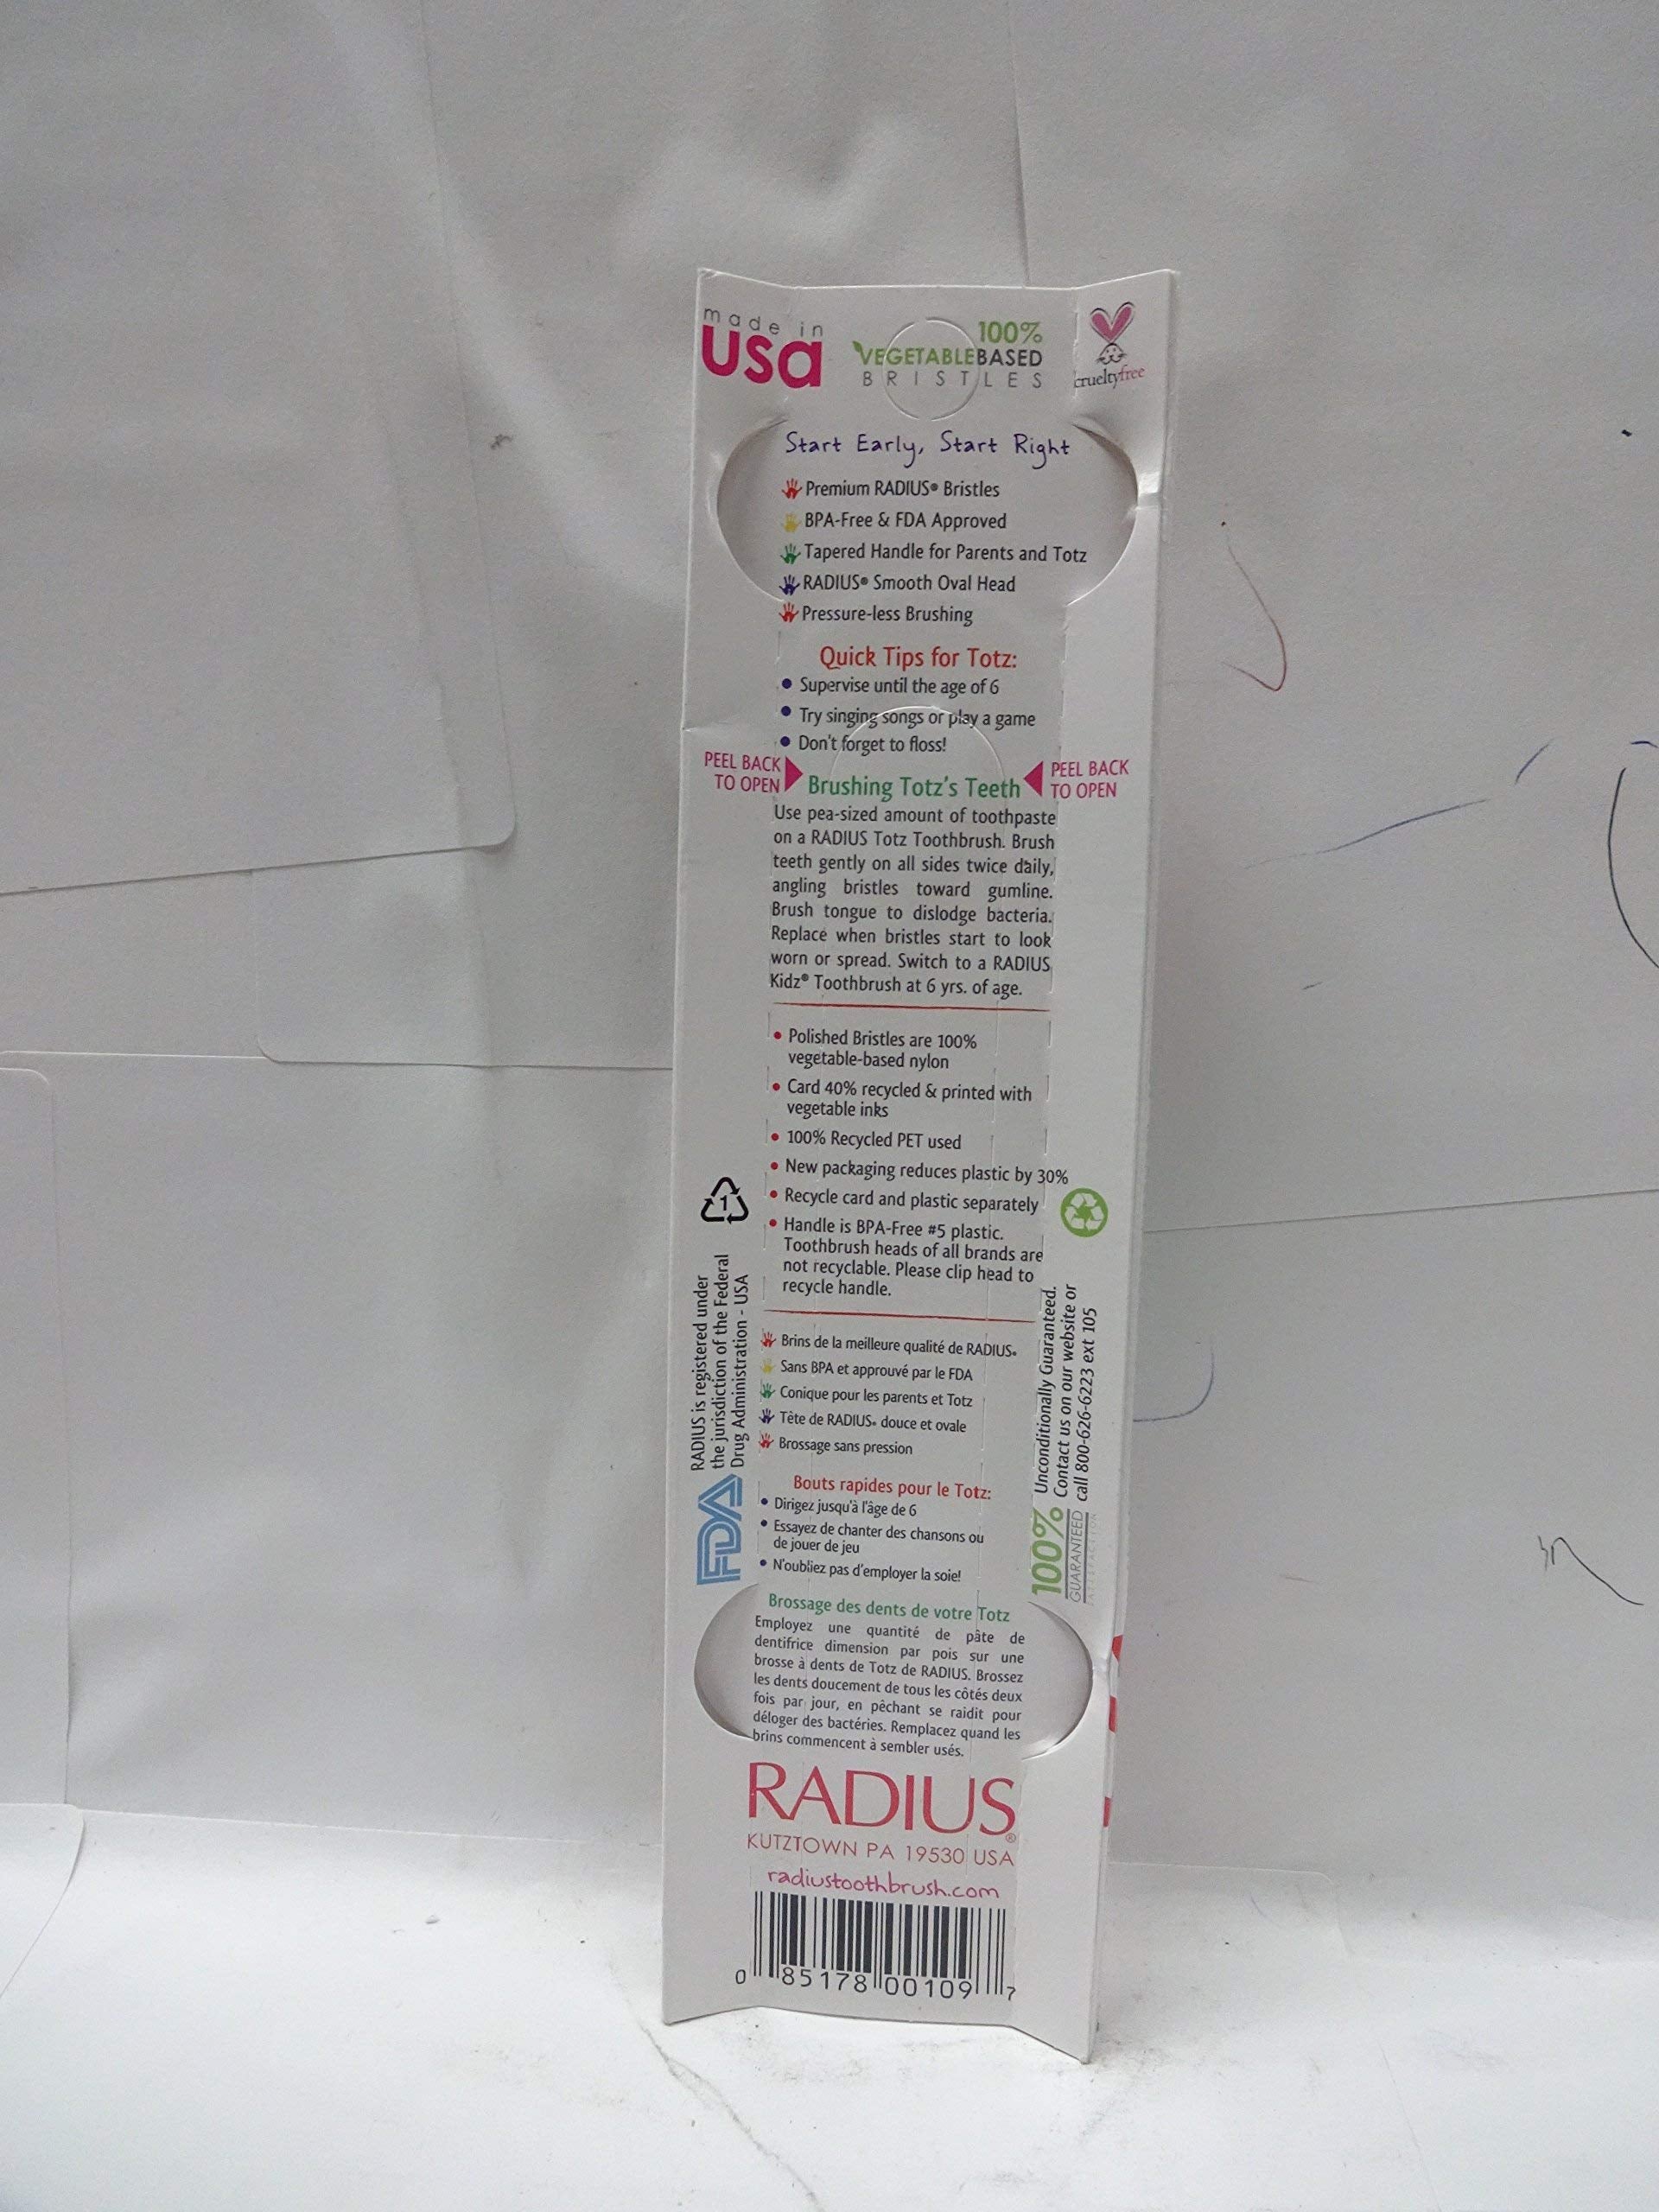 made in
usa
100%
VEGETABLEBASED
BRISTLES
crueltyfree
Start Early, Start Right
Premium RADIUS® Bristles
BPA-Free & FDA Approved
Tapered Handle for Parents and Totz
RADIUS® Smooth Oval Head
Pressure-less Brushing
Quick Tips for Totz:
• Supervise until the age of 6
• Try singing songs or play a game
• Don't forget to floss!
PEEL BACK
TO OPEN
PEEL BACK
TO OPEN
Brushing Totz's Teeth
Use pea-sized amount of toothpaste
on a RADIUS Totz Toothbrush. Brush
teeth gently on all sides twice daily,
angling bristles toward gumline.
Brush tongue to dislodge bacteria.
Replace when bristles start to look
worn or spread. Switch to a RADIUS
Kidz® Toothbrush at 6 yrs. of age.
• Polished Bristles are 100%
vegetable-based nylon
• Card 40% recycled & printed with
vegetable inks
• 100% Recycled PET used
• New packaging reduces plastic by 30%
• Recycle card and plastic separately
• Handle is BPA-Free #5 plastic.
Toothbrush heads of all brands are
not recyclable. Please clip head to
recycle handle.
1
RADIUS is registered under
the jurisdiction of the Federal
Drug Administration - USA
FDA
Unconditionally Guaranteed.
Contact us on our website or
call 800-626-6223 ext 105
100%
GUARANTEED
SATISFACTION
Brins de la meilleure qualité de RADIUS®
Sans BPA et approuvé par le FDA
Conique pour les parents et Totz
Tête de RADIUS® douce et ovale
Brossage sans pression
Bouts rapides pour le Totz:
• Dirigez jusqu'à l'âge de 6
• Essayez de chanter des chansons ou
de jouer de jeu
• N'oubliez pas d'employer la soie!
Brossage des dents de votre Totz
Employez une quantité de pâte de
dentifrice dimension par pois sur une
brosse à dents de Totz de RADIUS. Brossez
les dents doucement de tous les côtés deux
fois par jour, en pêchant se raidit pour
déloger des bactéries. Remplacez quand les
brins commencent à sembler usés.
RADIUS®
KUTZTOWN PA 19530 USA
radiustoothbrush.com
0 85178 00109 7